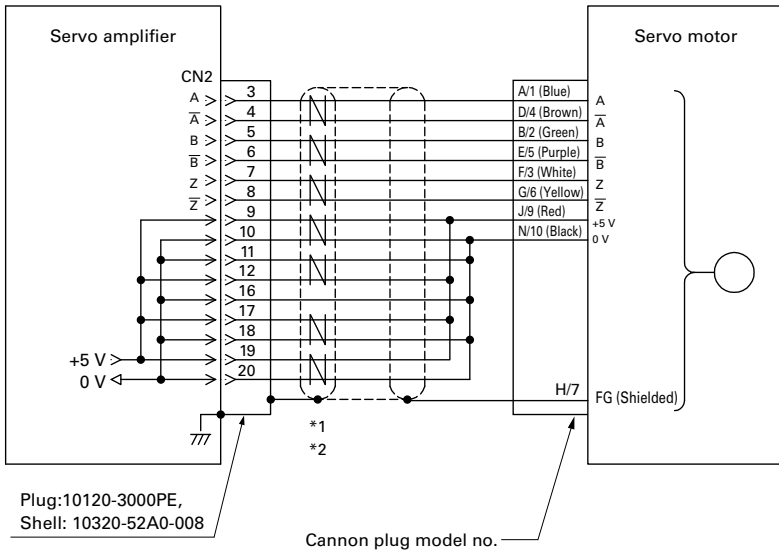 Servo amplifier
Servo motor
CN2
A 3 A/1 (Blue) A
A̅ 4 D/4 (Brown) A̅
B 5 B/2 (Green) B
B̅ 6 E/5 (Purple) B̅
Z 7 F/3 (White) Z
Z̅ 8 G/6 (Yellow) Z̅
9 J/9 (Red) +5 V
10 N/10 (Black) 0 V
11
12
16
17
18
+5 V 19
0 V 20
H/7 FG (Shielded)
*1
*2
Plug:10120-3000PE,
Shell: 10320-52A0-008
Cannon plug model no.